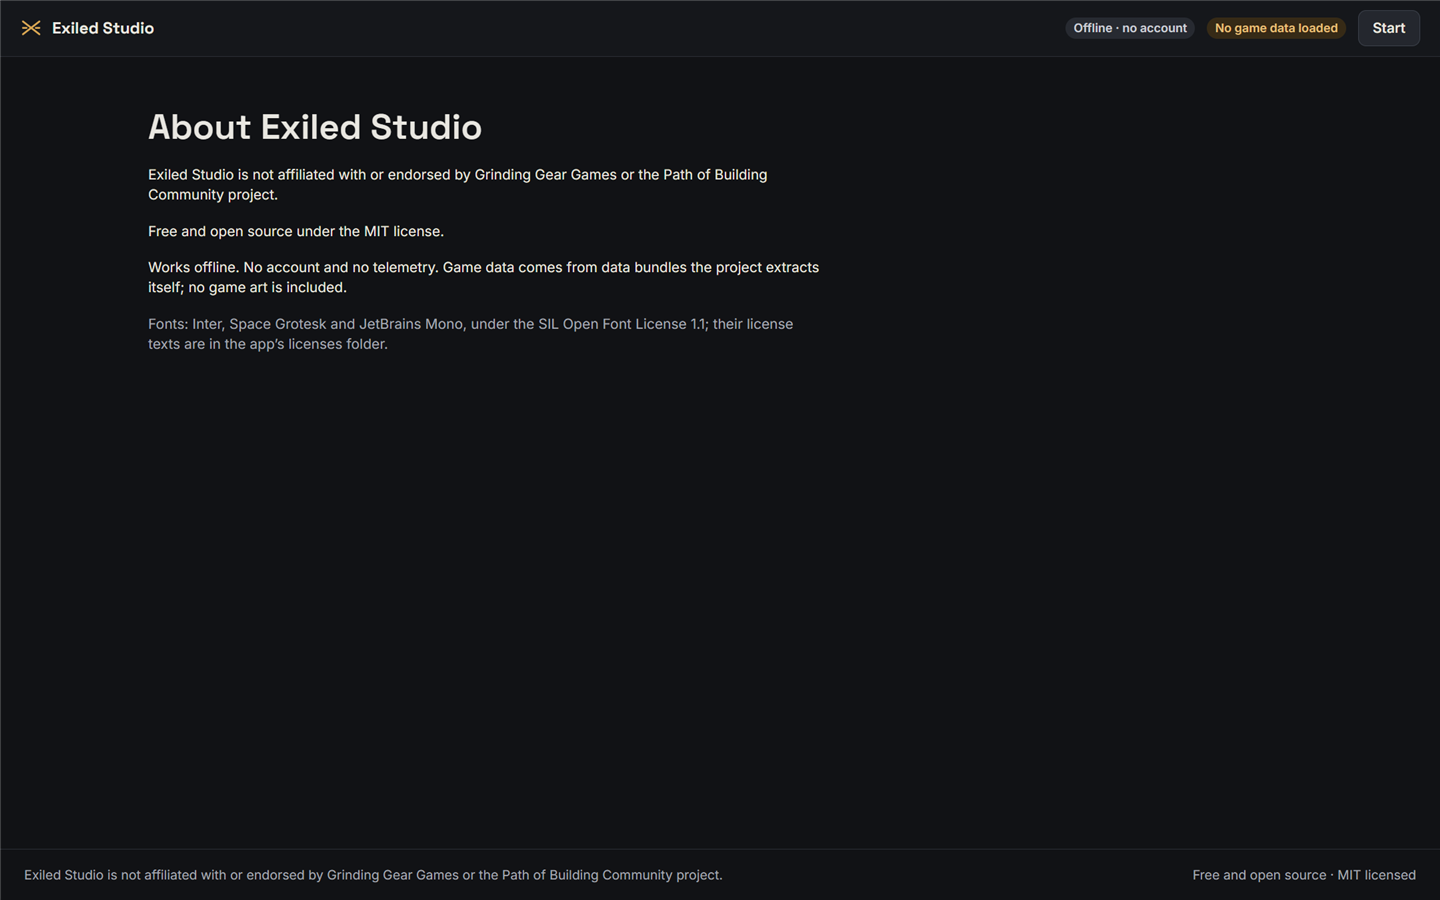 Exiled Studio
Offline · no account
No game data loaded
Start
About Exiled Studio
Exiled Studio is not affiliated with or endorsed by Grinding Gear Games or the Path of Building
Community project.
Free and open source under the MIT license.
Works offline. No account and no telemetry. Game data comes from data bundles the project extracts
itself; no game art is included.
Fonts: Inter, Space Grotesk and JetBrains Mono, under the SIL Open Font License 1.1; their license
texts are in the app’s licenses folder.
Exiled Studio is not affiliated with or endorsed by Grinding Gear Games or the Path of Building Community project.
Free and open source · MIT licensed